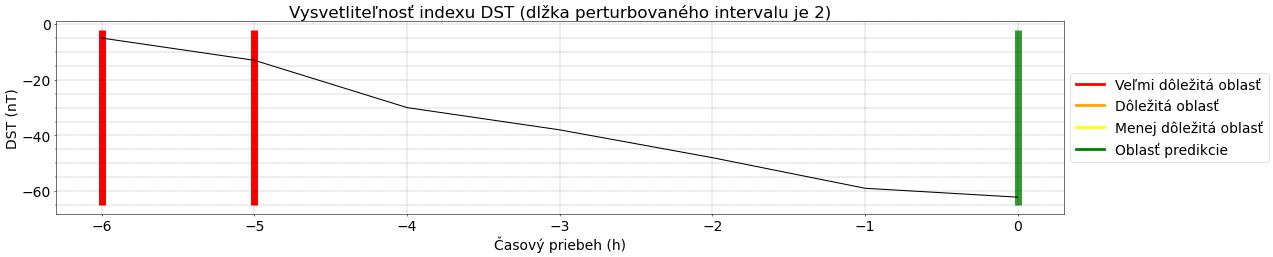 Vysvetliteľnosť indexu DST (dĺžka perturbovaného intervalu je 2)
0
−20
−40
−60
DST (nT)
−6 −5 −4 −3 −2 −1 0
Časový priebeh (h)
Veľmi dôležitá oblasť
Dôležitá oblasť
Menej dôležitá oblasť
Oblasť predikcie